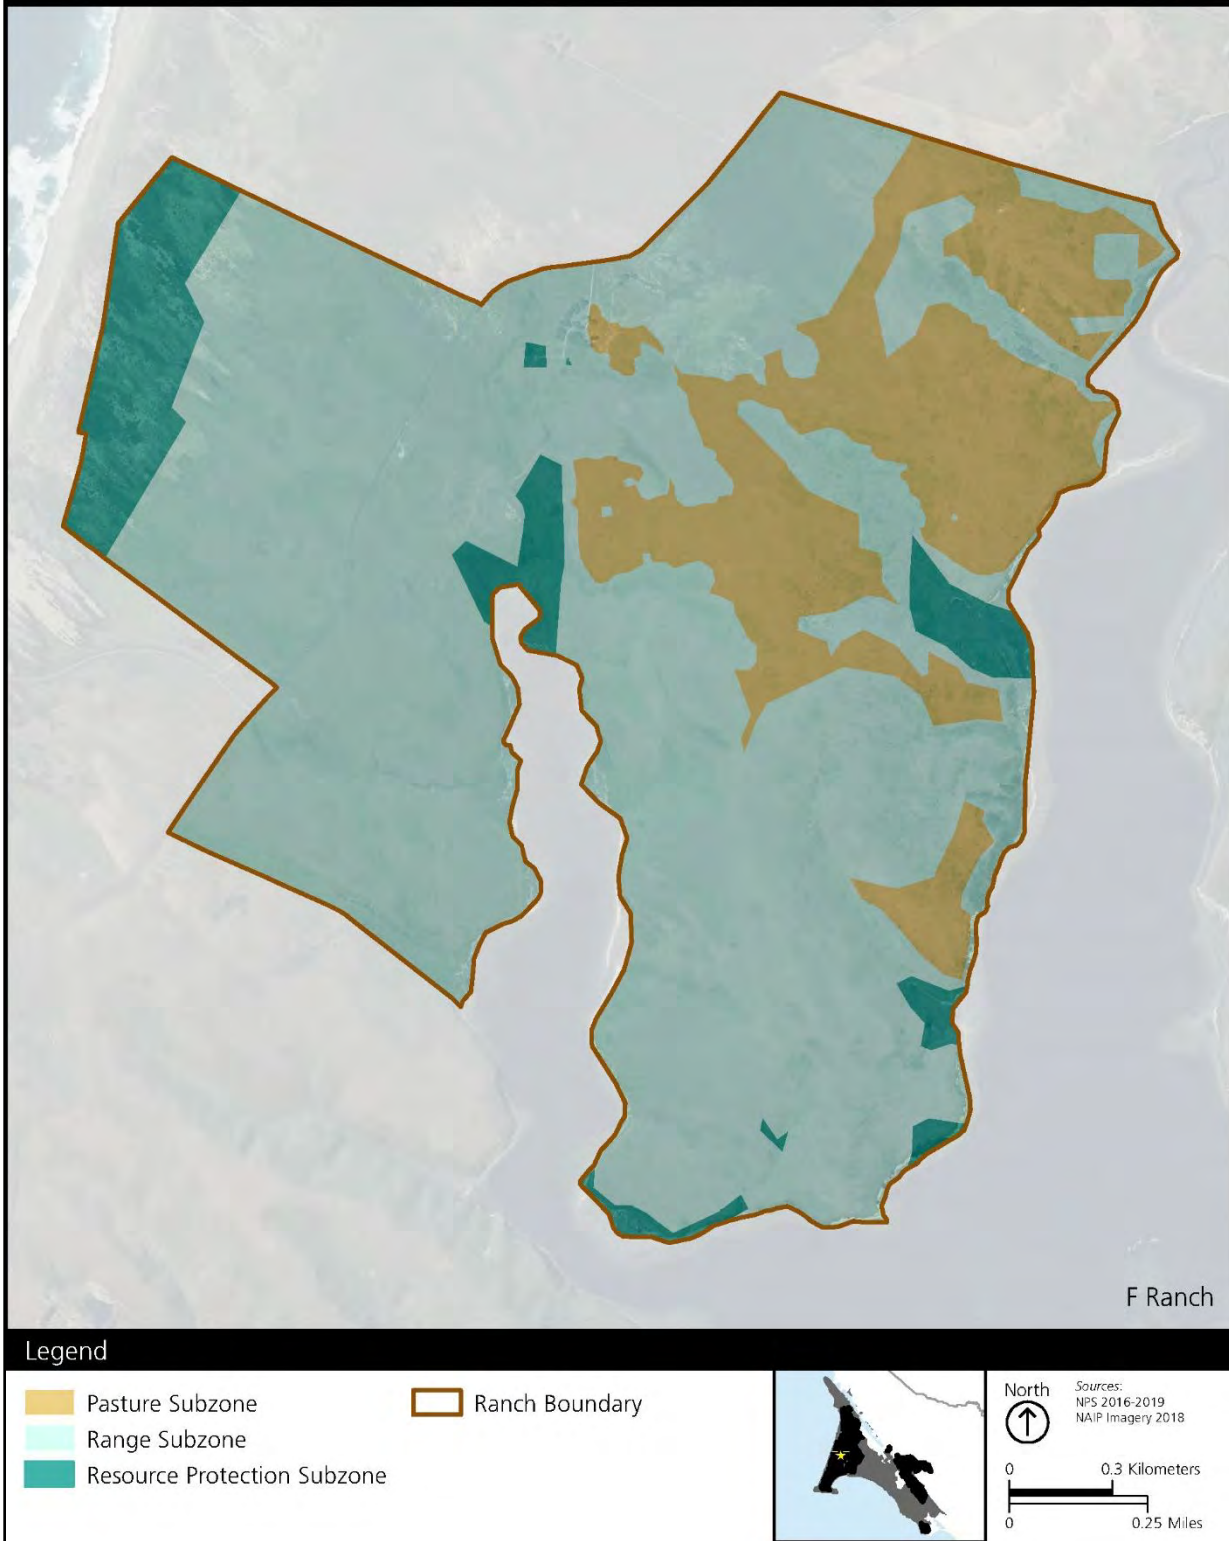 F Ranch
Legend
Pasture Subzone
Range Subzone
Resource Protection Subzone
Ranch Boundary
North
Sources:
NPS 2016-2019
NAIP Imagery 2018
0 0.3 Kilometers
0 0.25 Miles